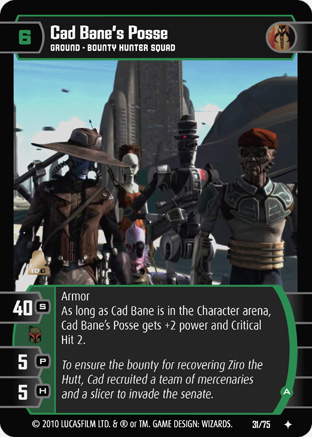 6
Cad Bane's Posse
GROUND - BOUNTY HUNTER SQUAD
40 S
Armor
As long as Cad Bane is in the Character arena,
Cad Bane's Posse gets +2 power and Critical
Hit 2.
5 P
To ensure the bounty for recovering Ziro the
Hutt, Cad recruited a team of mercenaries
5 H
and a slicer to invade the senate.
A
© 2010 LUCASFILM LTD. & ® or TM. GAME DESIGN: WIZARDS. 31/75